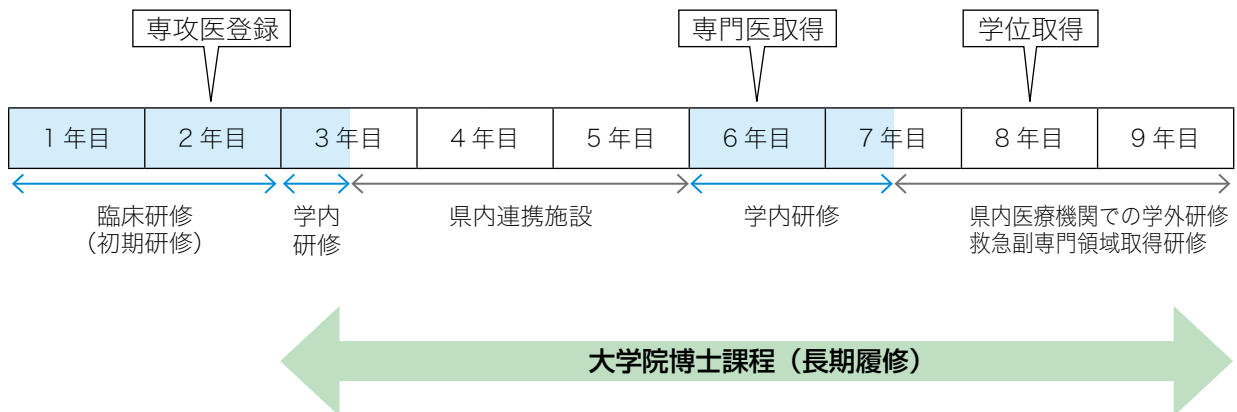 専攻医登録
専門医取得
学位取得
1年目
2年目
3年目
4年目
5年目
6年目
7年目
8年目
9年目
臨床研修
（初期研修）
学内
研修
県内連携施設
学内研修
県内医療機関での学外研修
救急副専門領域取得研修
大学院博士課程（長期履修）